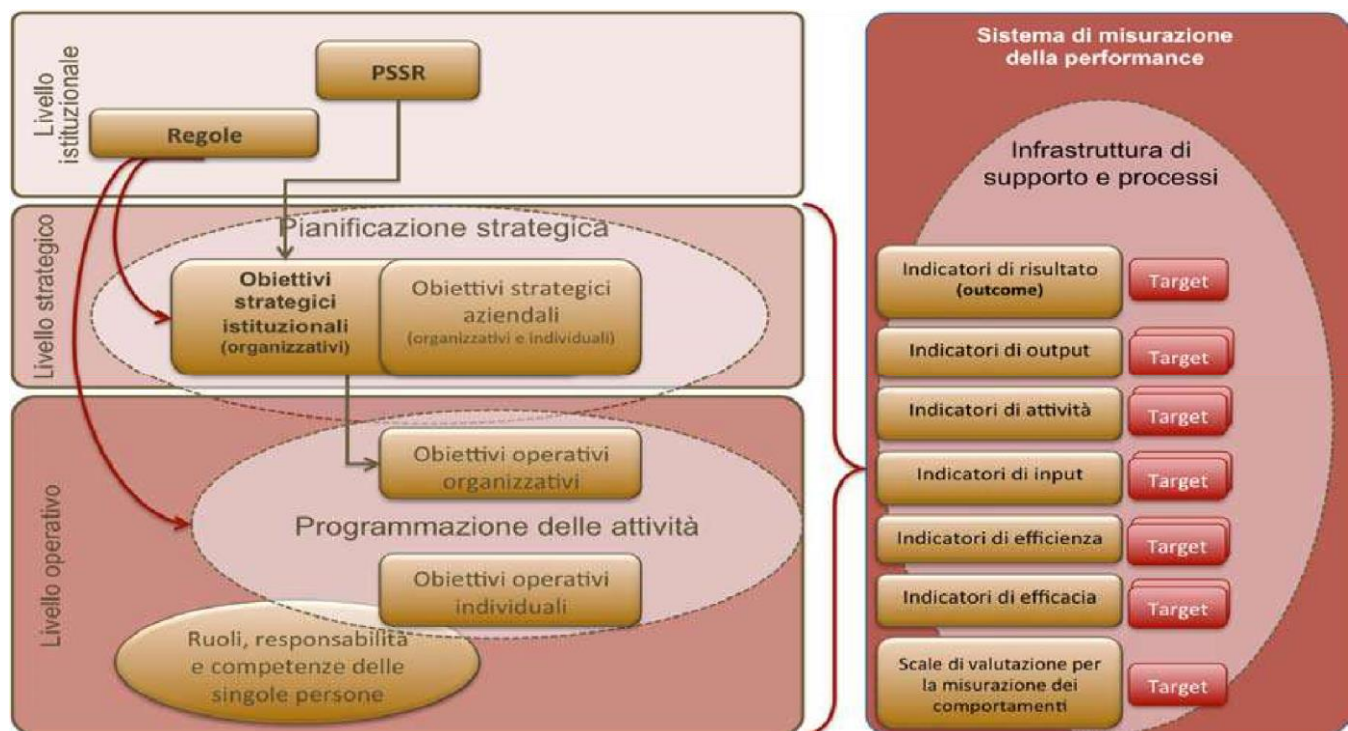 Livello
istituzionale
PSSR
Regole
Livello strategico
Pianificazione strategica
Obiettivi
strategici
istituzionali
(organizzativi)
Obiettivi strategici
aziendali
(organizzativi e individuali)
Livello operativo
Obiettivi operativi
organizzativi
Programmazione delle attività
Obiettivi operativi
individuali
Ruoli, responsabilità
e competenze delle
singole persone
Sistema di misurazione
della performance
Infrastruttura di
supporto e processi
Indicatori di risultato
(outcome)
Target
Indicatori di output
Target
Indicatori di attività
Target
Indicatori di input
Target
Indicatori di efficienza
Target
Indicatori di efficacia
Target
Scale di valutazione per
la misurazione dei
comportamenti
Target